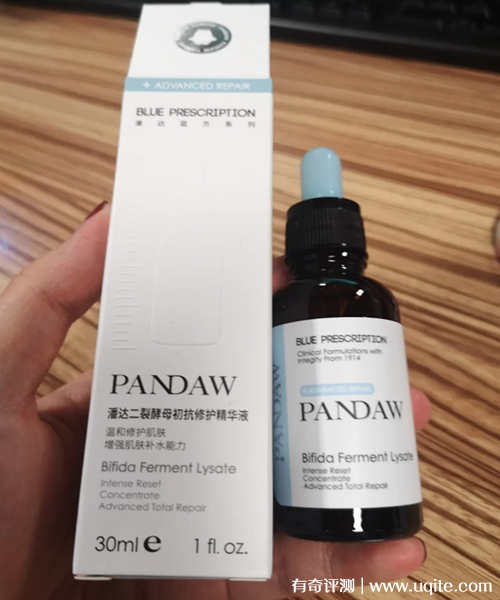 + ADVANCED REPAIR
BLUE PRESCRIPTION
潘达蓝方系列
PANDAW
潘达二裂酵母初抗修护精华液
温和修护肌肤
增强肌肤补水能力
Bifida Ferment Lysate
Intense Reset
Concentrate
Advanced Total Repair
30ml e 1 fl. oz.
BLUE PRESCRIPTION
Clinical Formulations with
Integity From 1914
+ ADVANCED REPAIR
PANDAW
PANDAW
Bifida Ferment Lysate
Intense Reset
Concentrate
Advanced Total Repair
有奇评测 | www.uqite.com